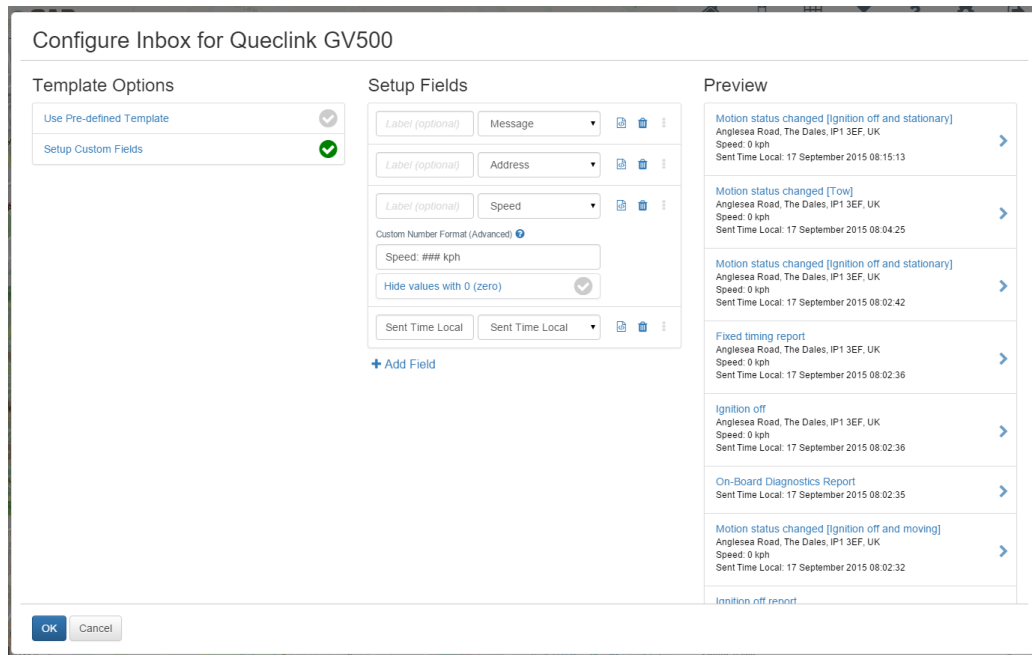 Configure Inbox for Queclink GV500
Template Options
Use Pre-defined Template
Setup Custom Fields
Setup Fields
Label (optional) Message
Label (optional) Address
Label (optional) Speed
Custom Number Format (Advanced) ?
Speed: ### kph
Hide values with 0 (zero)
Sent Time Local Sent Time Local
+ Add Field
Preview
Motion status changed [Ignition off and stationary]
Anglesea Road, The Dales, IP1 3EF, UK
Speed: 0 kph
Sent Time Local: 17 September 2015 08:15:13
Motion status changed [Tow]
Anglesea Road, The Dales, IP1 3EF, UK
Speed: 0 kph
Sent Time Local: 17 September 2015 08:04:25
Motion status changed [Ignition off and stationary]
Anglesea Road, The Dales, IP1 3EF, UK
Speed: 0 kph
Sent Time Local: 17 September 2015 08:02:42
Fixed timing report
Anglesea Road, The Dales, IP1 3EF, UK
Speed: 0 kph
Sent Time Local: 17 September 2015 08:02:36
Ignition off
Anglesea Road, The Dales, IP1 3EF, UK
Speed: 0 kph
Sent Time Local: 17 September 2015 08:02:36
On-Board Diagnostics Report
Sent Time Local: 17 September 2015 08:02:35
Motion status changed [Ignition off and moving]
Anglesea Road, The Dales, IP1 3EF, UK
Speed: 0 kph
Sent Time Local: 17 September 2015 08:02:32
Ignition off report
OK Cancel